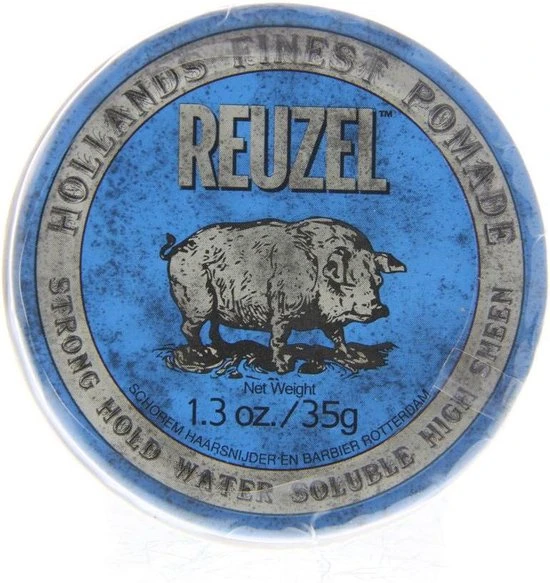 HOLLANDS FINEST POMADE
REUZEL™
Net Weight
1.3 oz./35g
SCHOREM HAARSNIJDER EN BARBIER ROTTERDAM
STRONG HOLD WATER SOLUBLE HIGH SHEEN